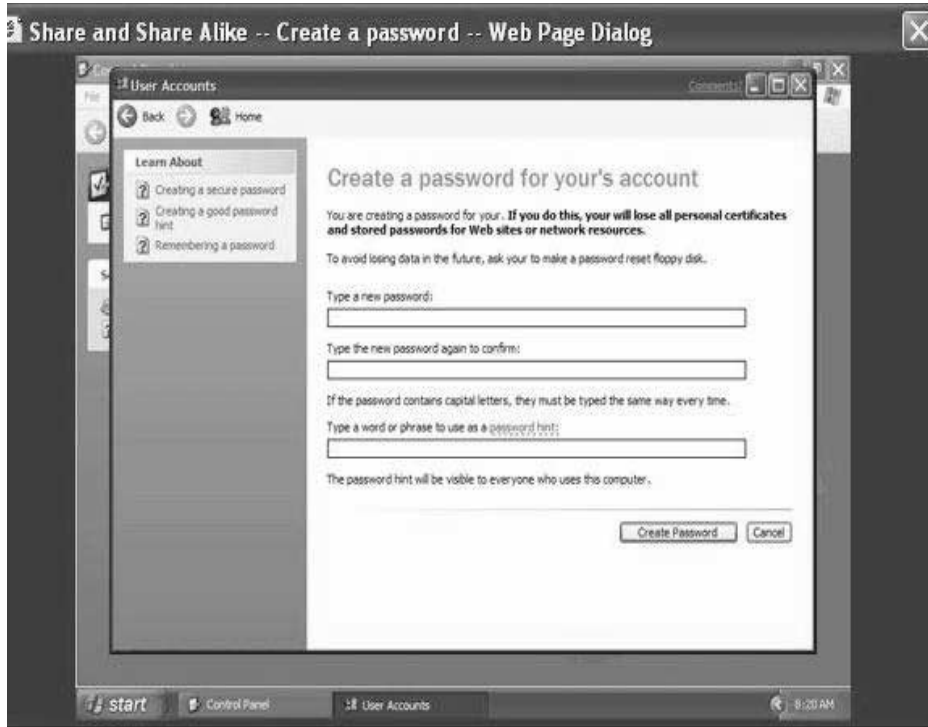 Share and Share Alike -- Create a password -- Web Page Dialog
User Accounts
Comments!
Back
Home
Learn About
Creating a secure password
Creating a good password
hint
Remembering a password
Create a password for your's account
You are creating a password for your. If you do this, your will lose all personal certificates
and stored passwords for Web sites or network resources.
To avoid losing data in the future, ask your to make a password reset floppy disk.
Type a new password:
Type the new password again to confirm:
If the password contains capital letters, they must be typed the same way every time.
Type a word or phrase to use as a password hint:
The password hint will be visible to everyone who uses this computer.
Create Password
Cancel
start
Control Panel
User Accounts
8:20 AM